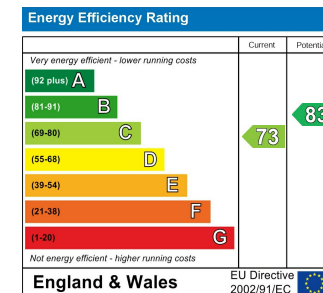 Energy Efficiency Rating
Current
Very energy efficient - lower running costs
(92 plus) A
(81-91) B
83
(69-80) C
73
(55-68) D
(39-54) E
(21-38) F
(1-20) G
Not energy efficient - higher running costs
England & Wales
EU Directive
2002/91/EC